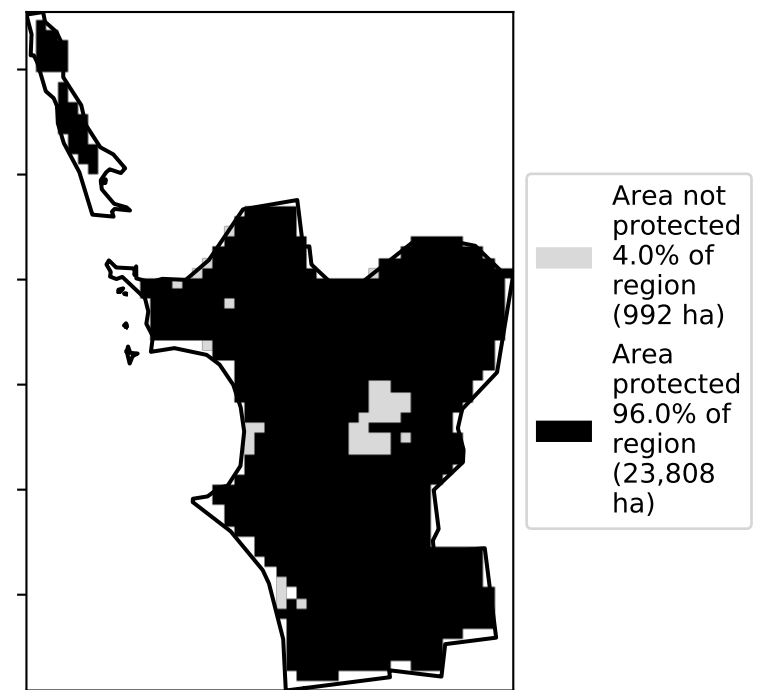 Area not
protected
4.0% of
region
(992 ha)
Area
protected
96.0% of
region
(23,808
ha)